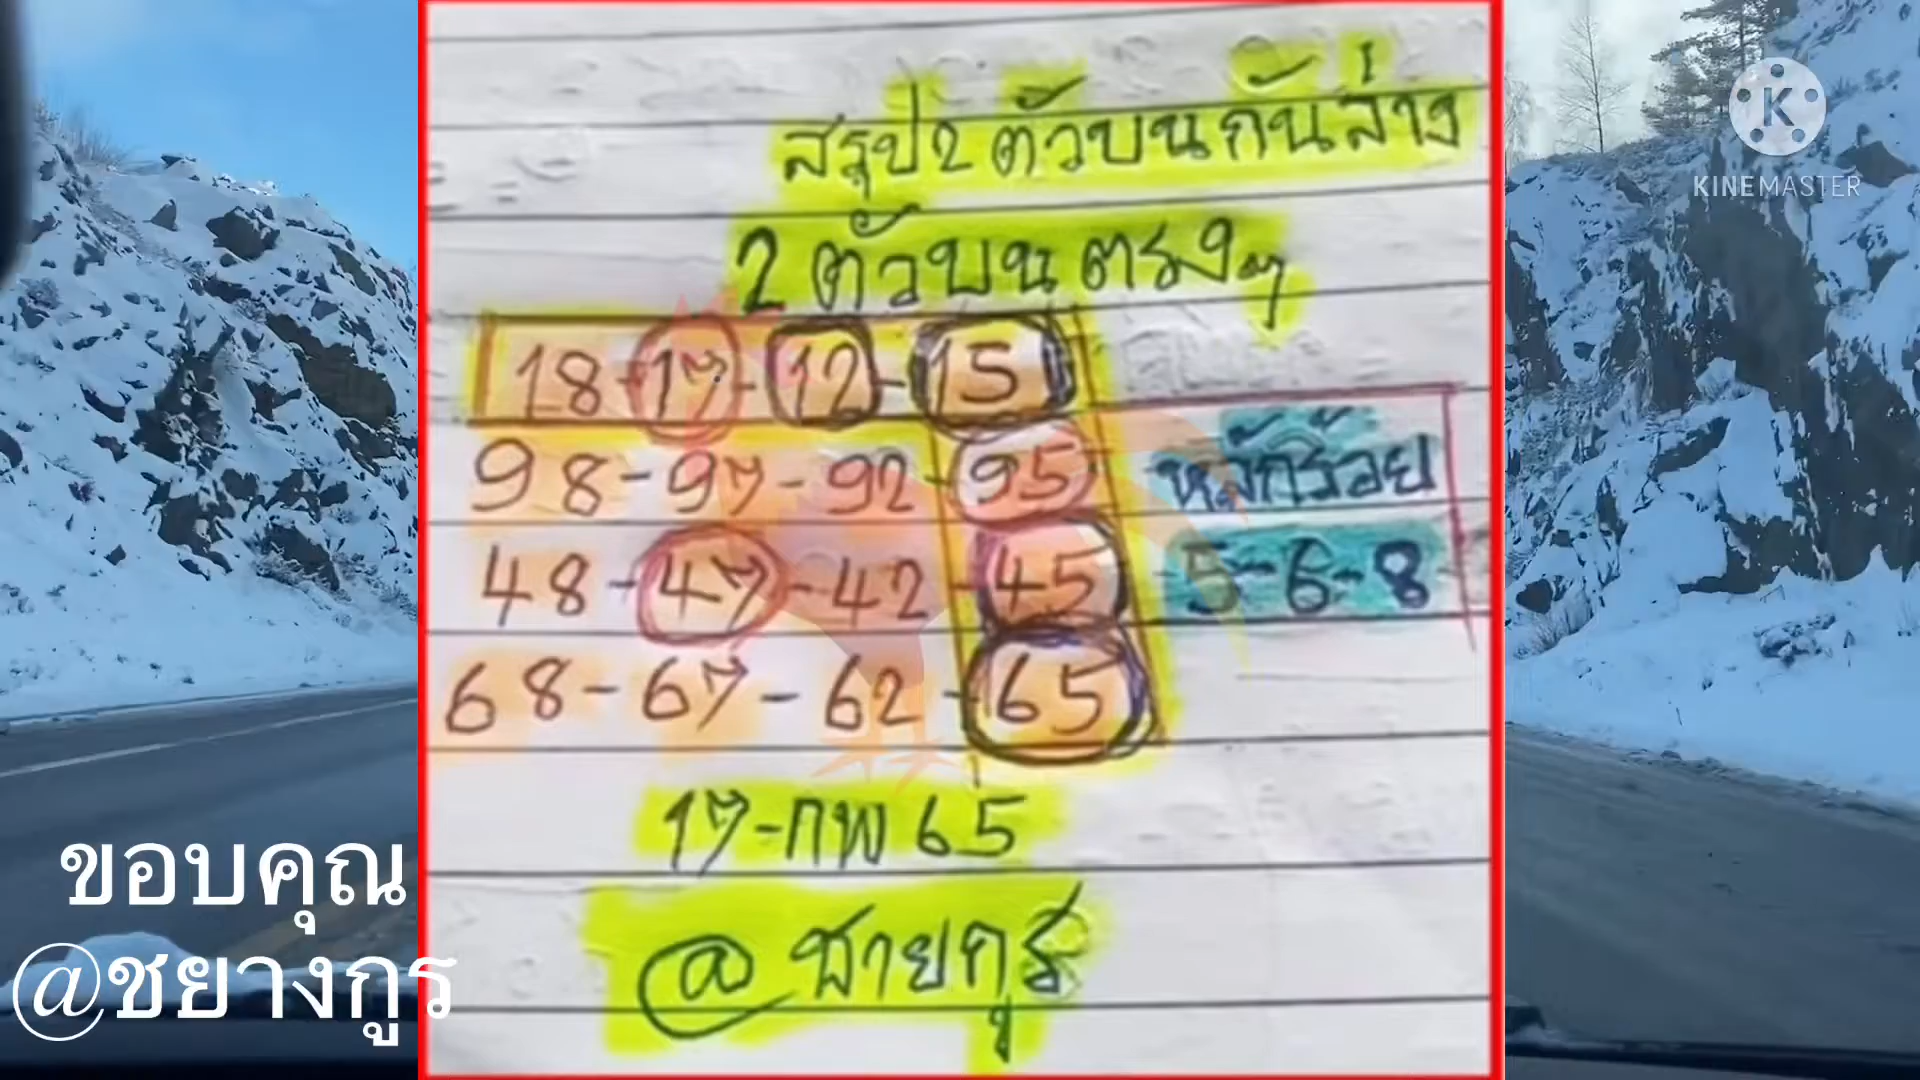 สรุป 2 ตัวบนกันล่าง
2 ตัวบนตรงๆ
18-17-12-15
98-97-92-95
หลักร้อย
48-47-42-45
5-6-8
68-67-62-65
17-กพ 65
@ชายกูร
ขอบคุณ
@ชยางกูร
K
KINEMASTER